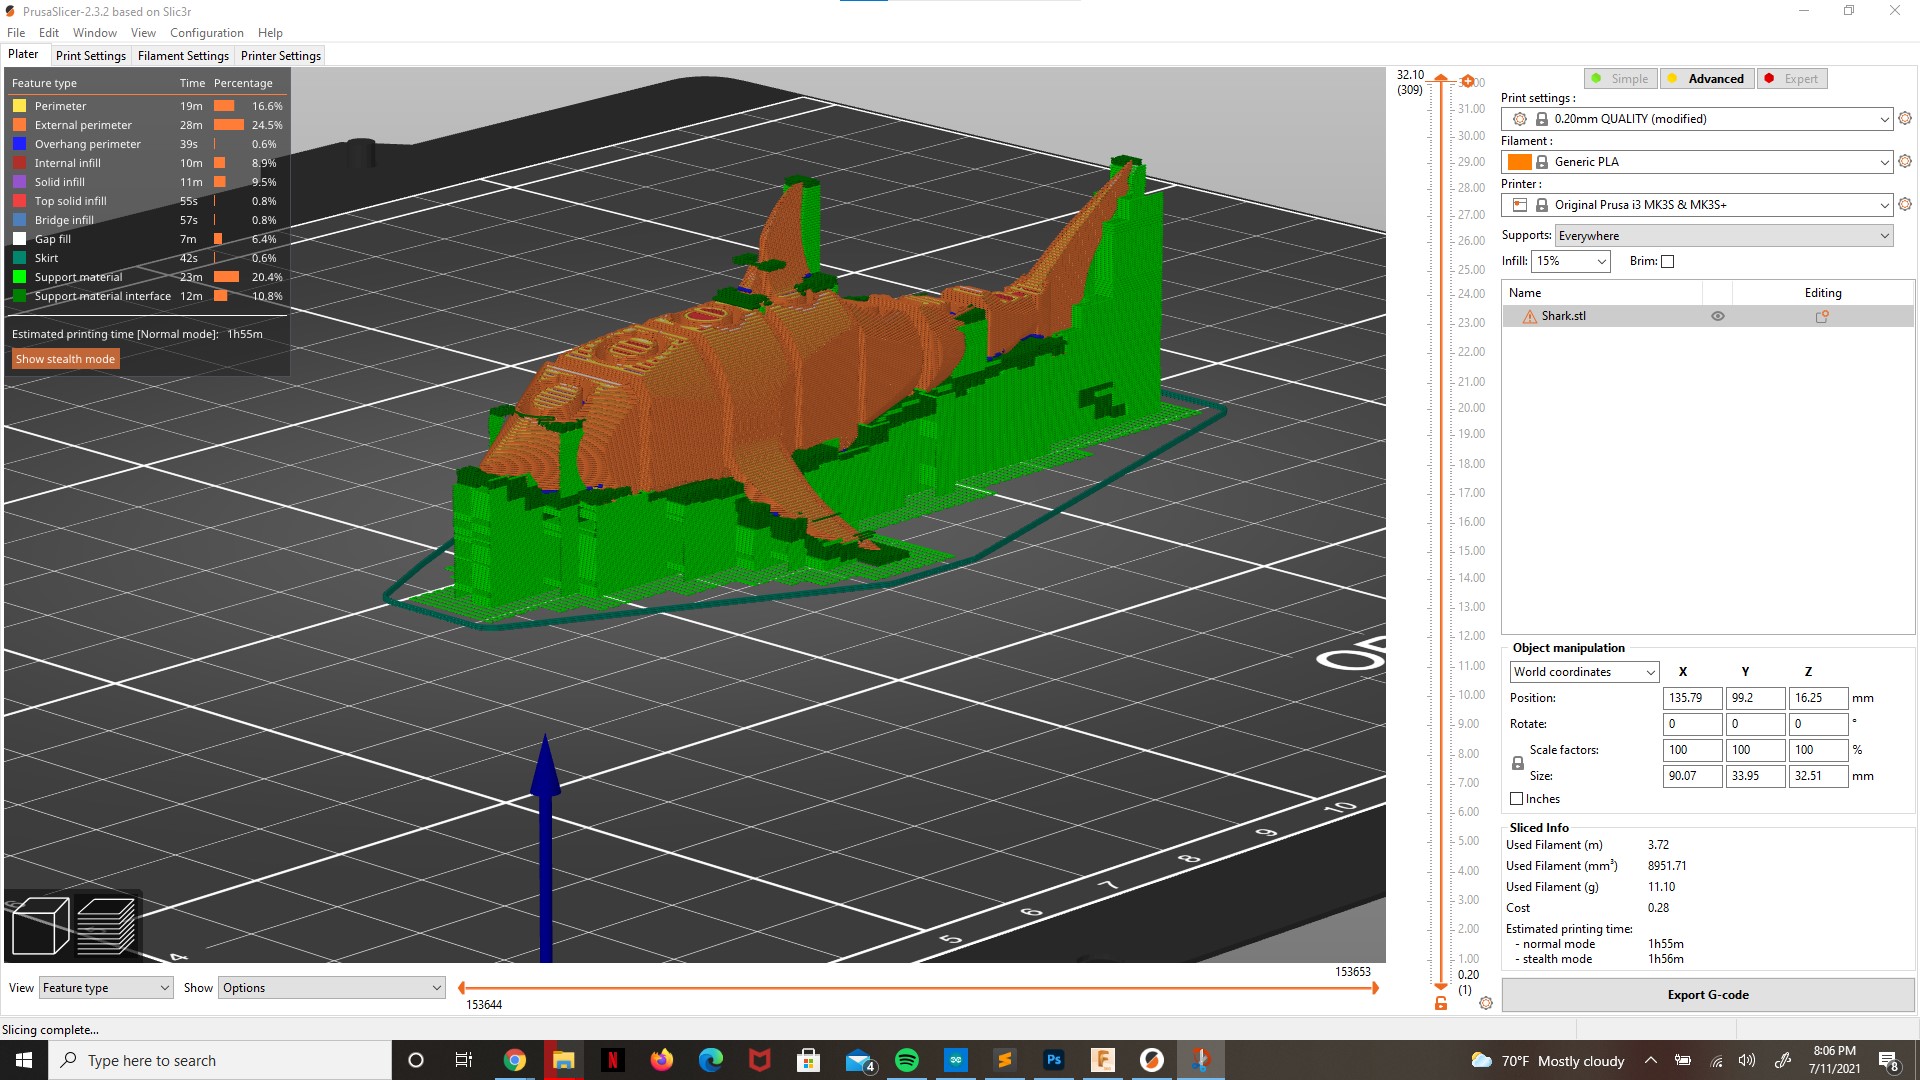 PrusaSlicer-2.3.2 based on Slic3r
File Edit Window View Configuration Help
Plater Print Settings Filament Settings Printer Settings
Feature type Time Percentage
Perimeter 19m 16.6%
External perimeter 28m 24.5%
Overhang perimeter 39s 0.6%
Internal infill 10m 8.9%
Solid infill 11m 9.5%
Top solid infill 55s 0.8%
Bridge infill 57s 0.8%
Gap fill 7m 6.4%
Skirt 42s 0.6%
Support material 23m 20.4%
Support material interface 12m 10.8%
Estimated printing time [Normal mode]: 1h55m
Show stealth mode
4 5 6 7 8 9 10
32.10
(309)
31.00
30.00
29.00
28.00
27.00
26.00
25.00
24.00
23.00
22.00
21.00
20.00
19.00
18.00
17.00
16.00
15.00
14.00
13.00
12.00
11.00
10.00
9.00
8.00
7.00
6.00
5.00
4.00
3.00
2.00
1.00
0.20
(1)
Simple Advanced Expert
Print settings :
0.20mm QUALITY (modified)
Filament :
Generic PLA
Printer :
Original Prusa i3 MK3S & MK3S+
Supports: Everywhere
Infill: 15% Brim:
Name Editing
Shark.stl
Object manipulation
World coordinates X Y Z
Position: 135.79 99.2 16.25 mm
Rotate: 0 0 0 °
Scale factors: 100 100 100 %
Size: 90.07 33.95 32.51 mm
Inches
Sliced Info
Used Filament (m) 3.72
Used Filament (mm³) 8951.71
Used Filament (g) 11.10
Cost 0.28
Estimated printing time:
- normal mode 1h55m
- stealth mode 1h56m
Export G-code
View Feature type Show Options
153653
153644
Slicing complete...
Type here to search
4
Ps
70°F Mostly cloudy
8:06 PM
7/11/2021
8